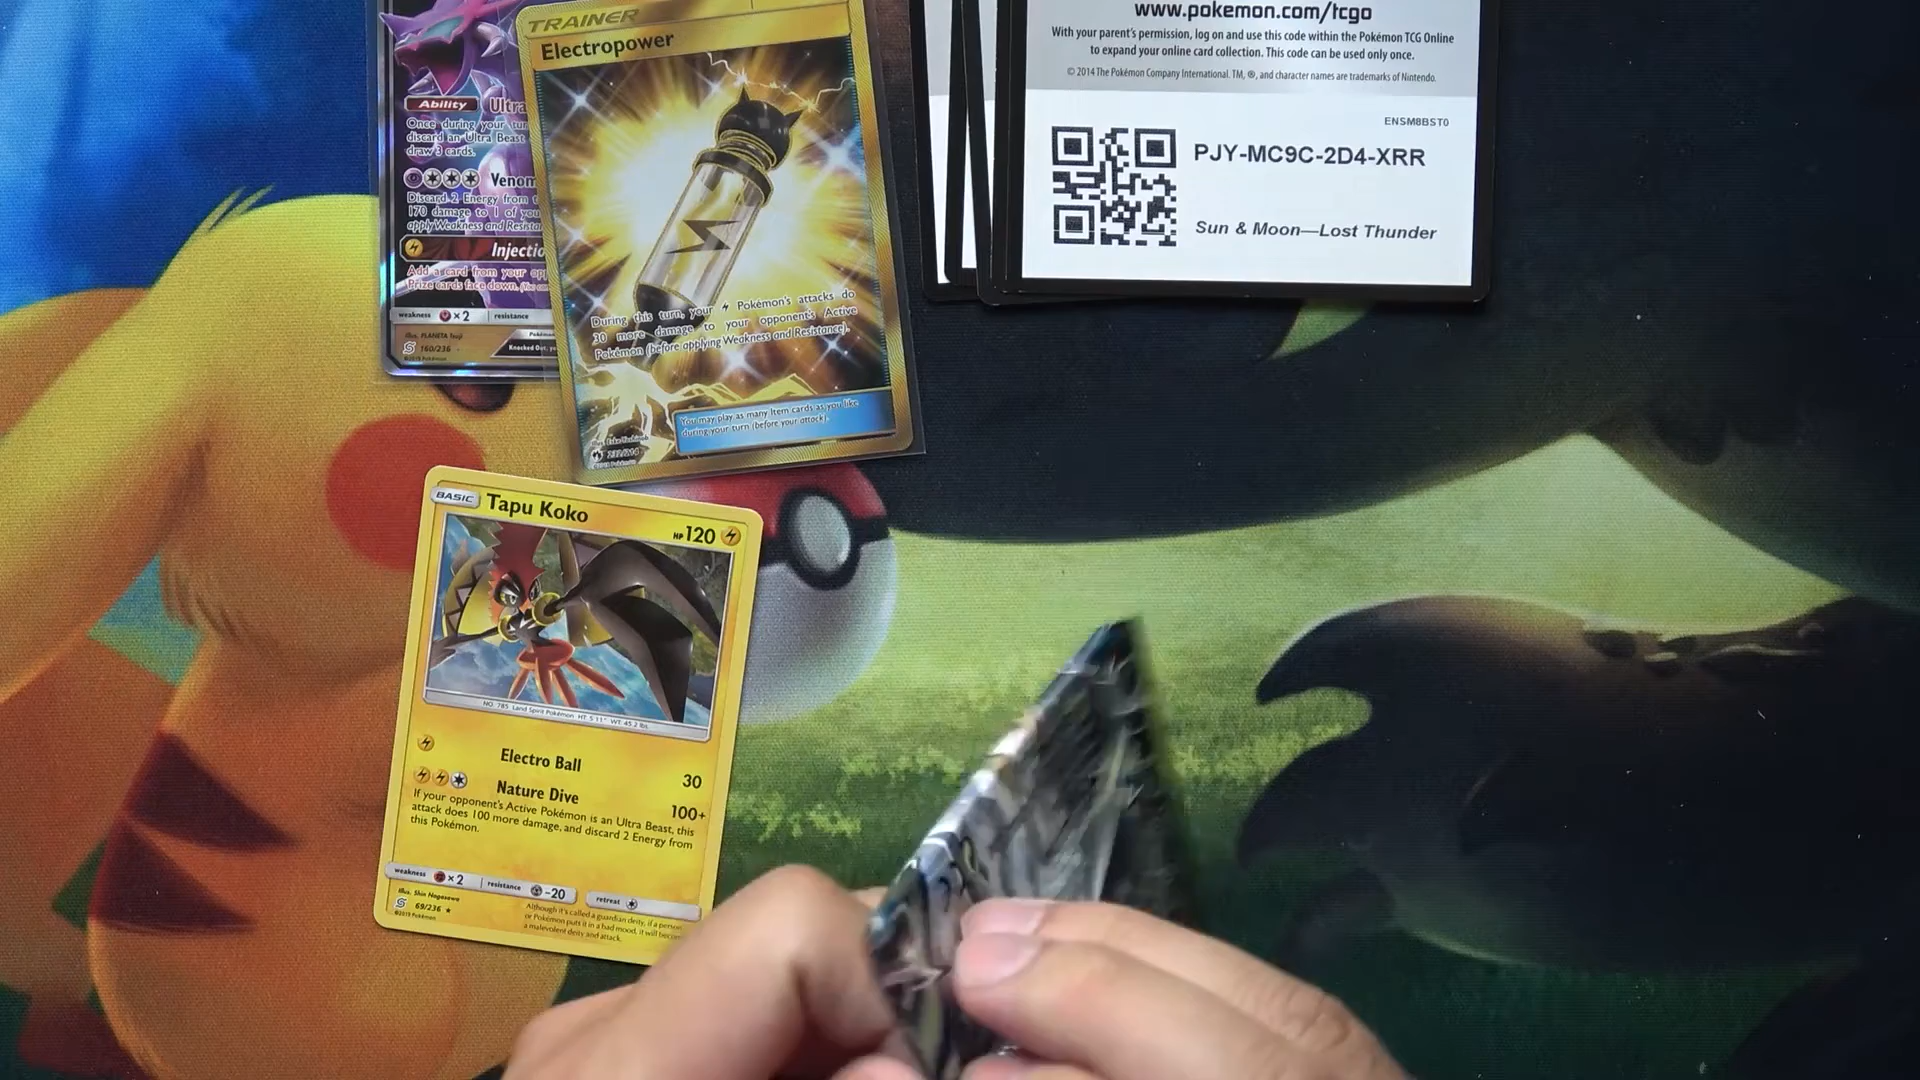 Ability Ultra
Once during your tur
discard an Ultra Beast
draw 3 cards.
Venom
Discard 2 Energy from
170 damage to 1 of you
apply Weakness and Resista
Injectio
Add a card from your opp
Prize cards face down.
weakness ×2 resistance
160/236
Knocked Out, yo
TRAINER
Electropower
During this turn, your Pokémon's attacks do
30 more damage to your opponent's Active
Pokémon (before applying Weakness and Resistance).
You may play as many Item cards as you like
during your turn (before your attack).
232/214
www.pokemon.com/tcgo
With your parent's permission, log on and use this code within the Pokémon TCG Online
to expand your online card collection. This code can be used only once.
© 2014 The Pokémon Company International. TM, ®, and character names are trademarks of Nintendo.
ENSM8BST0
PJY-MC9C-2D4-XRR
Sun & Moon—Lost Thunder
BASIC Tapu Koko HP 120
NO. 785 Land Spirit Pokémon HT: 5'11" WT: 45.2 lbs.
Electro Ball 30
Nature Dive 100+
If your opponent's Active Pokémon is an Ultra Beast, this
attack does 100 more damage, and discard 2 Energy from
this Pokémon.
weakness ×2 resistance -20 retreat
Illus. Shin Nagasawa
69/236
©2019 Pokémon
Although it's called a guardian deity, if a person
or Pokémon puts it in a bad mood, it will become
a malevolent deity and attack.